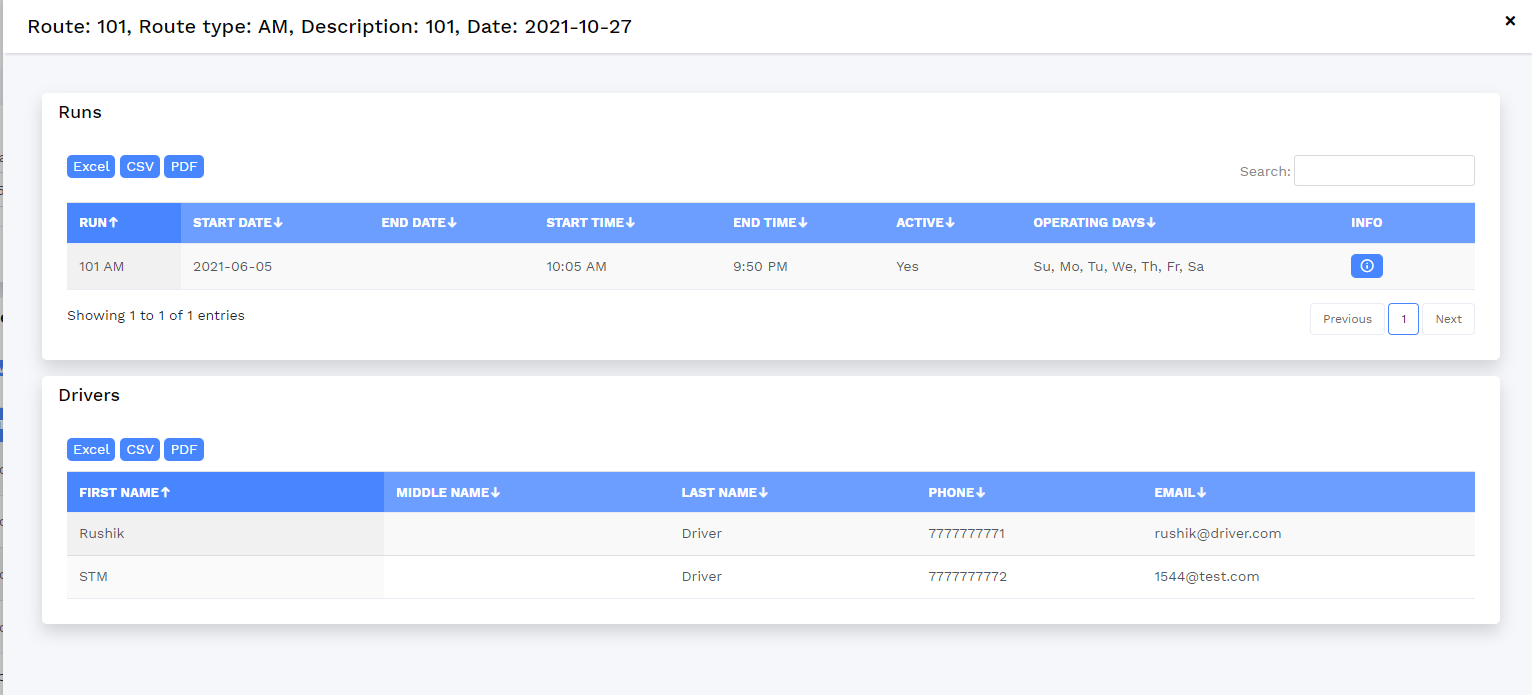 Route: 101, Route type: AM, Description: 101, Date: 2021-10-27
×
Runs
Excel CSV PDF
Search:
RUN↑ START DATE↓ END DATE↓ START TIME↓ END TIME↓ ACTIVE↓ OPERATING DAYS↓ INFO
101 AM 2021-06-05 10:05 AM 9:50 PM Yes Su, Mo, Tu, We, Th, Fr, Sa
Showing 1 to 1 of 1 entries
Previous 1 Next
Drivers
Excel CSV PDF
FIRST NAME↑ MIDDLE NAME↓ LAST NAME↓ PHONE↓ EMAIL↓
Rushik Driver 7777777771 rushik@driver.com
STM Driver 7777777772 1544@test.com